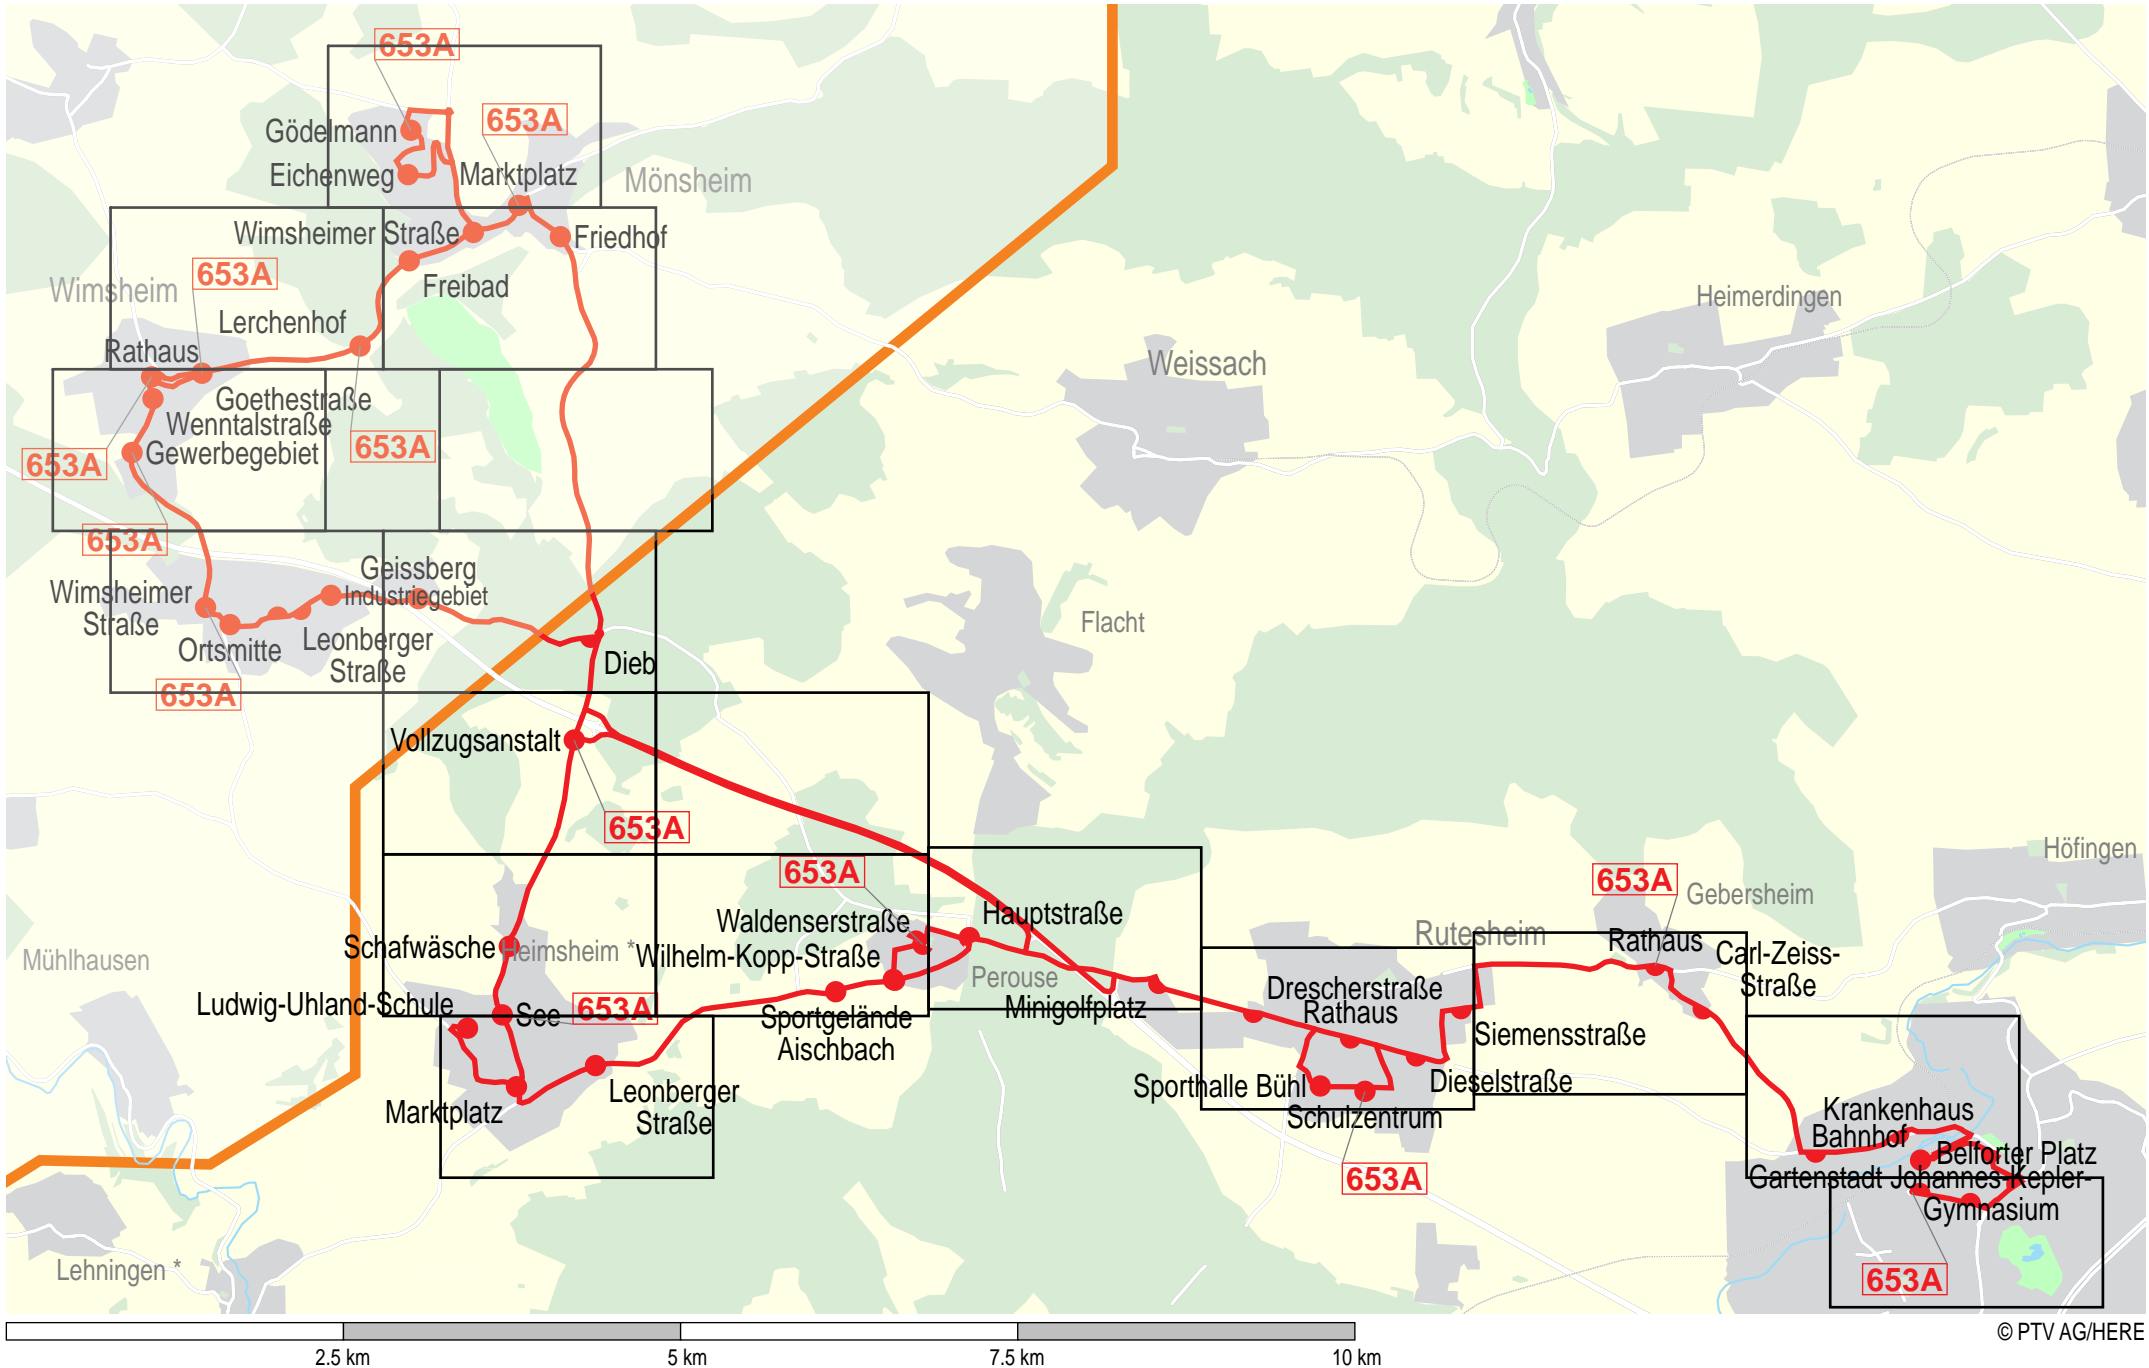 653A
653A
Gödelmann
Eichenweg
Marktplatz
Mönsheim
Wimsheimer Straße
Friedhof
653A
Wimsheim
Freibad
Heimerdingen
Lerchenhof
Rathaus
Weissach
Goethestraße
Wenntalstraße
Gewerbegebiet
653A
653A
653A
Geissberg
Industriegebiet
Wimsheimer
Straße
Ortsmitte
Leonberger
Straße
Flacht
Dieb
653A
Vollzugsanstalt
653A
Höfingen
653A
653A
Gebersheim
Waldenserstraße
Hauptstraße
Rutesheim
Rathaus
Schafwäsche
Heimsheim *
Wilhelm-Kopp-Straße
Carl-Zeiss-
Straße
Mühlhausen
Perouse
Drescherstraße
Rathaus
Ludwig-Uhland-Schule
See
653A
Minigolfplatz
Sportgelände
Aischbach
Siemensstraße
Sporthalle Bühl
Dieselstraße
Marktplatz
Leonberger
Straße
Schulzentrum
Krankenhaus
Bahnhof
Belforter Platz
Gartenstadt
Johannes-Kepler-
Gymnasium
653A
Lehningen *
653A
© PTV AG/HERE
2.5 km
5 km
7.5 km
10 km